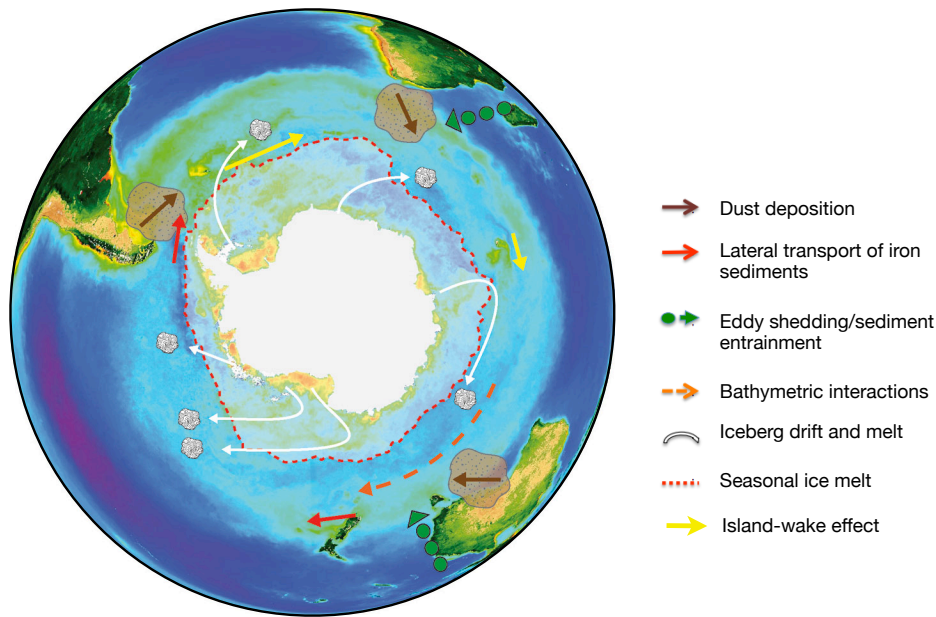 Dust deposition
Lateral transport of iron
sediments
Eddy shedding/sediment
entrainment
Bathymetric interactions
Iceberg drift and melt
Seasonal ice melt
Island-wake effect